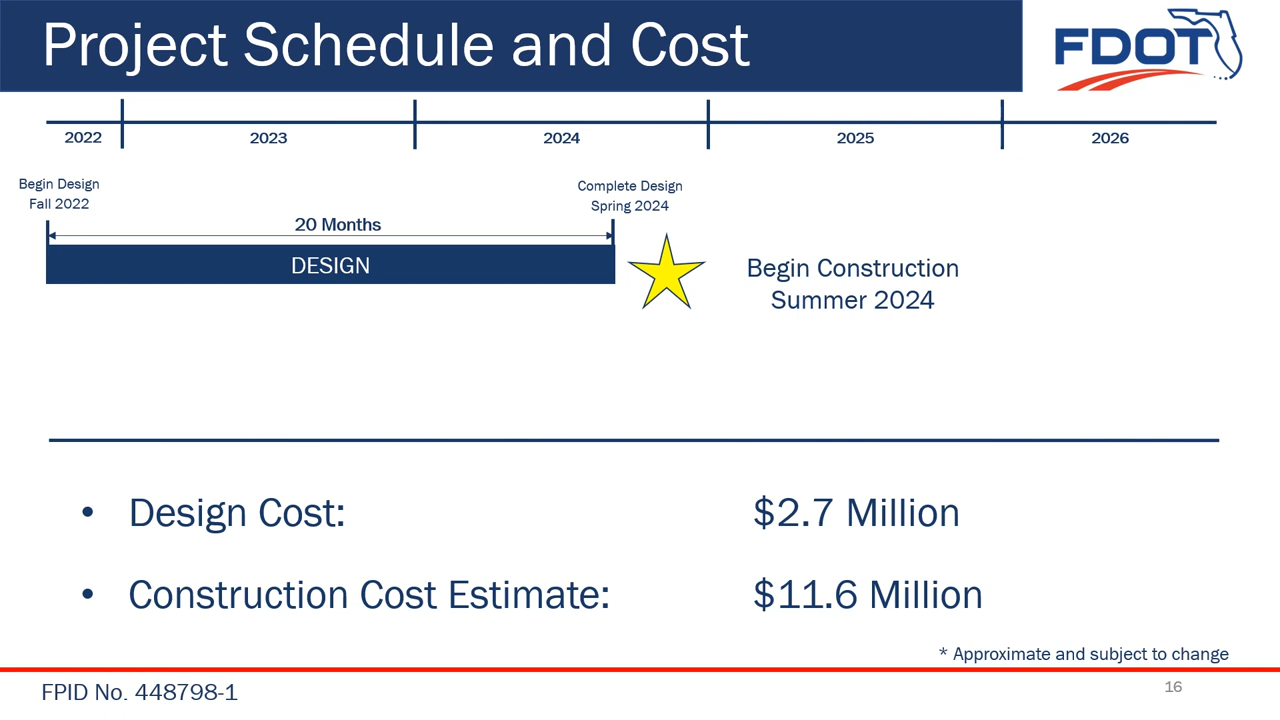 Project Schedule and Cost
FDOT
2022
2023
2024
2025
2026
Begin Design
Fall 2022
Complete Design
Spring 2024
20 Months
DESIGN
Begin Construction
Summer 2024
• Design Cost: $2.7 Million
• Construction Cost Estimate: $11.6 Million
* Approximate and subject to change
FPID No. 448798-1
16